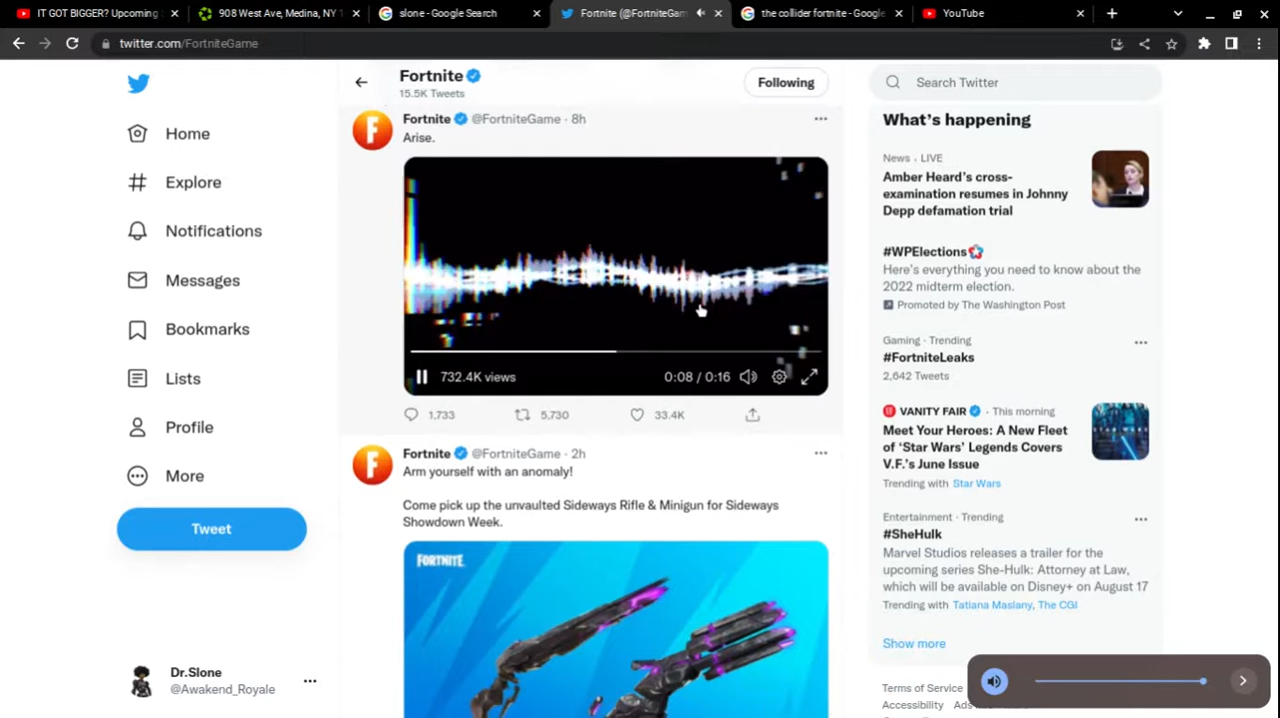 IT GOT BIGGER? Upcoming
908 West Ave, Medina, NY
slone - Google Search
Fortnite (@FortniteGam
the collider fortnite - Google
YouTube
twitter.com/FortniteGame
Home
Explore
Notifications
Messages
Bookmarks
Lists
Profile
More
Tweet
Dr.Slone
@Awakend_Royale
Fortnite
15.5K Tweets
Following
Fortnite @FortniteGame · 8h
Arise.
732.4K views
0:08 / 0:16
1,733
5,730
33.4K
Fortnite @FortniteGame · 2h
Arm yourself with an anomaly!
Come pick up the unvaulted Sideways Rifle & Minigun for Sideways
Showdown Week.
FORTNITE
Search Twitter
What's happening
News · LIVE
Amber Heard's cross-
examination resumes in Johnny
Depp defamation trial
#WPElections
Here's everything you need to know about the
2022 midterm election.
Promoted by The Washington Post
Gaming · Trending
#FortniteLeaks
2,642 Tweets
VANITY FAIR · This morning
Meet Your Heroes: A New Fleet
of 'Star Wars' Legends Covers
V.F.'s June Issue
Trending with Star Wars
Entertainment · Trending
#SheHulk
Marvel Studios releases a trailer for the
upcoming series She-Hulk: Attorney at Law,
which will be available on Disney+ on August 17
Trending with Tatiana Maslany, The CGI
Show more
Terms of Service
Accessibility